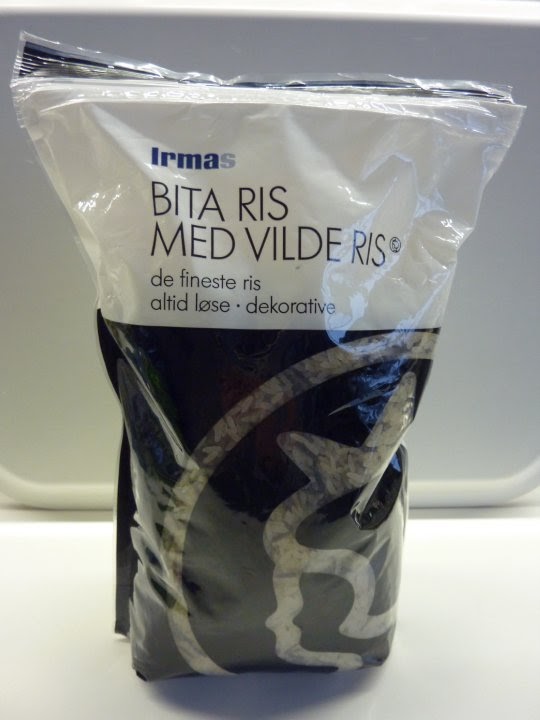 Irmas
BITA RIS
MED VILDE RIS
de fineste ris
altid løse · dekorative